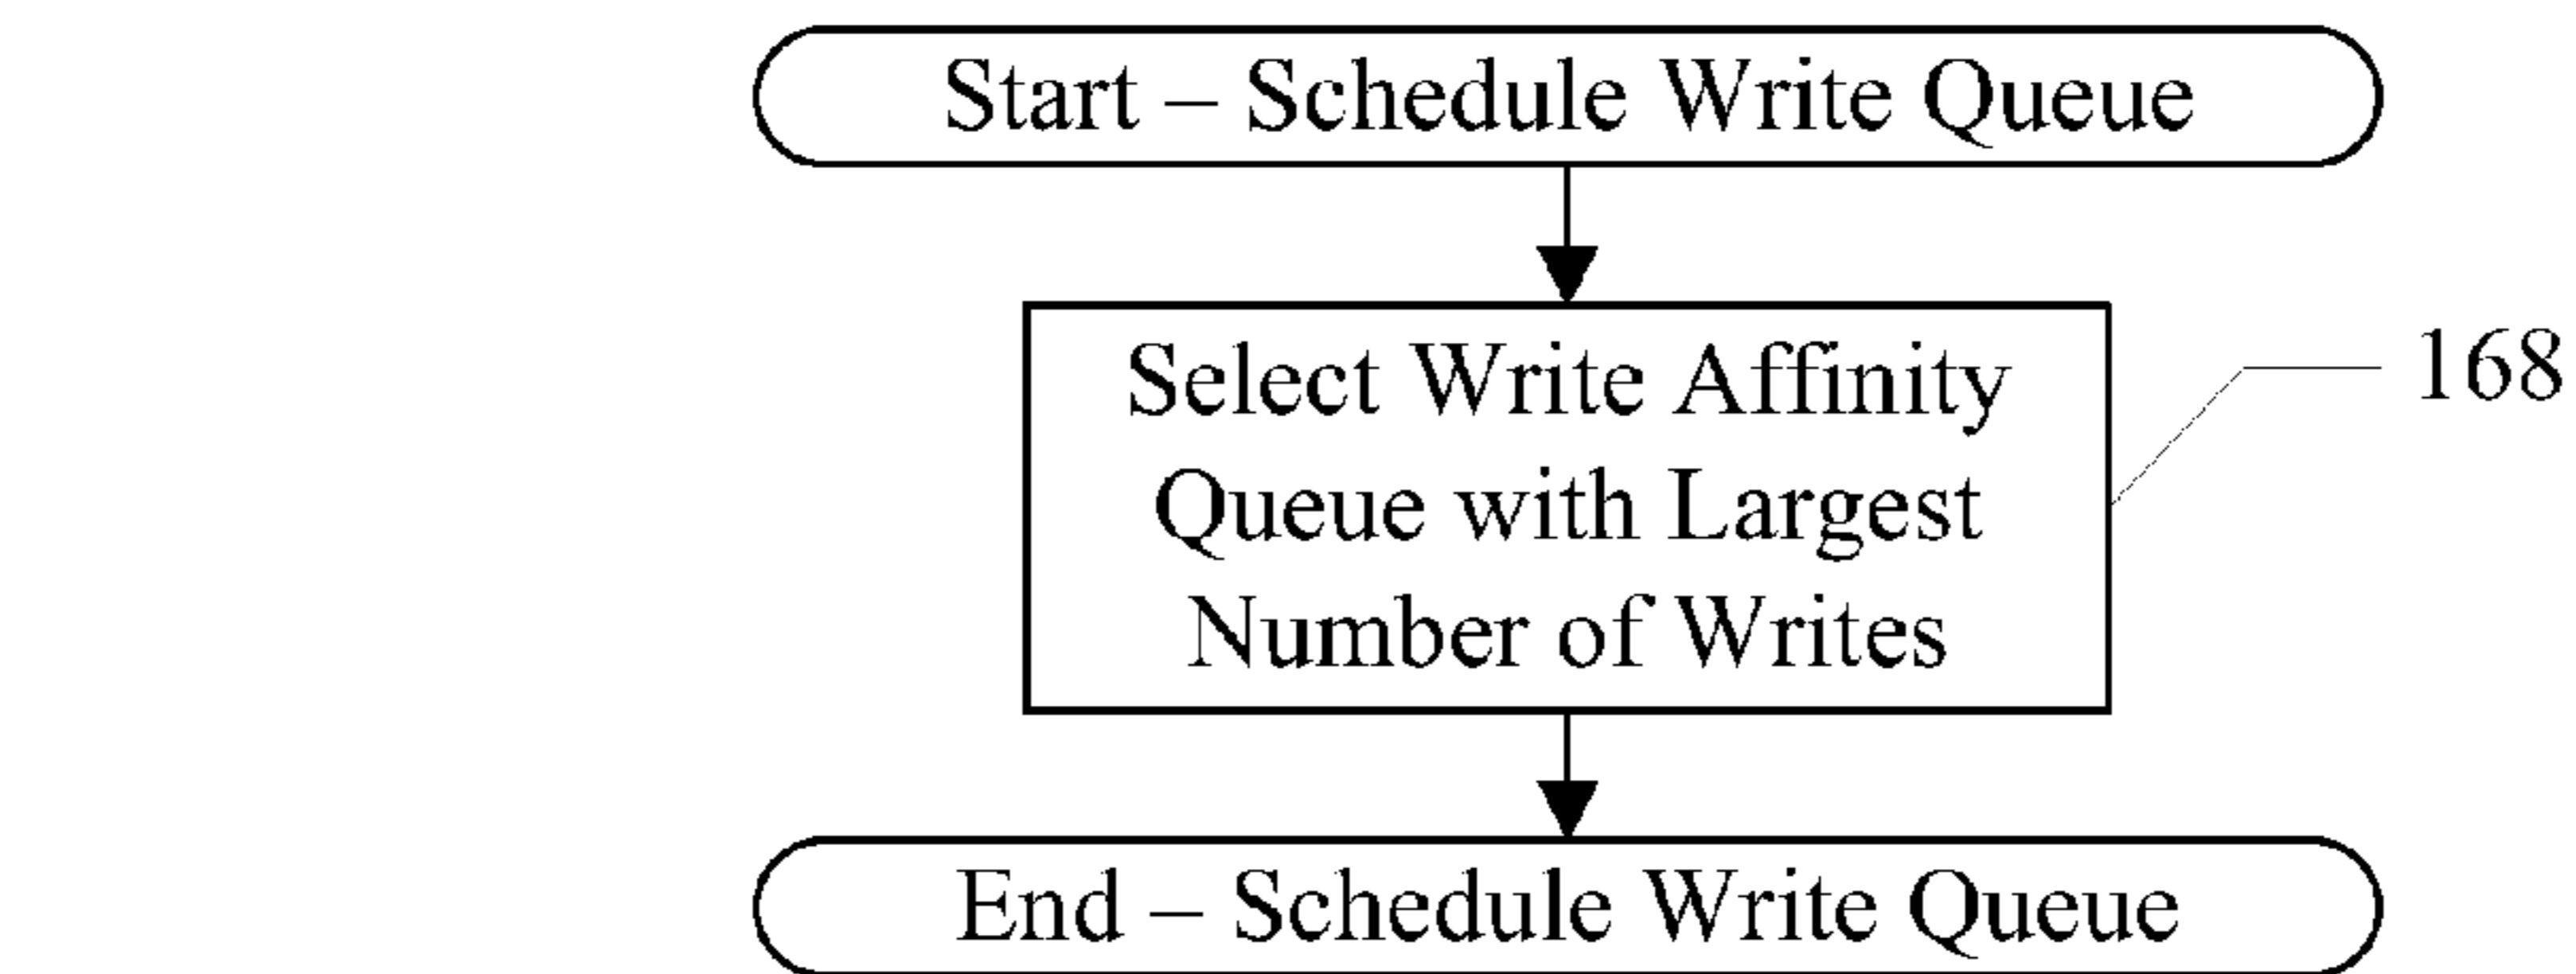 Start – Schedule Write Queue
Select Write Affinity
Queue with Largest
Number of Writes
168
End – Schedule Write Queue